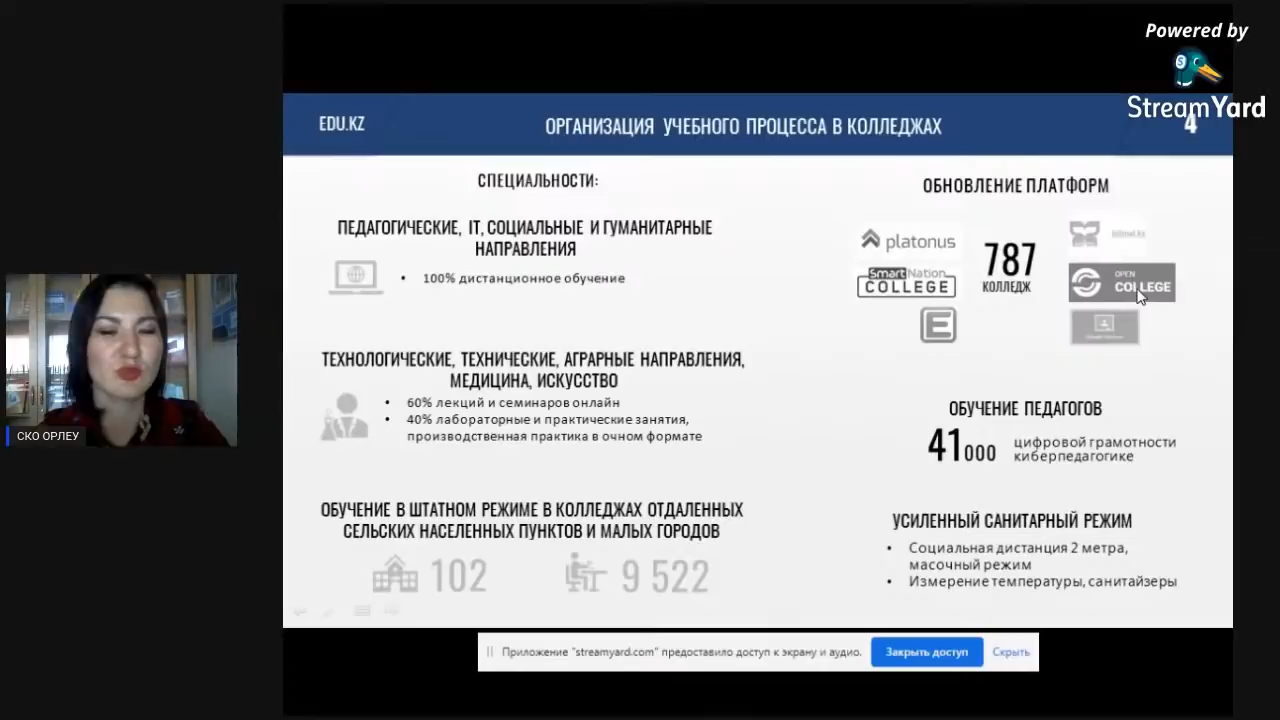 Powered by
StreamYard
EDU.KZ
ОРГАНИЗАЦИЯ УЧЕБНОГО ПРОЦЕССА В КОЛЛЕДЖАХ
4
СПЕЦИАЛЬНОСТИ:
ПЕДАГОГИЧЕСКИЕ, IT, СОЦИАЛЬНЫЕ И ГУМАНИТАРНЫЕ
НАПРАВЛЕНИЯ
• 100% дистанционное обучение
ТЕХНОЛОГИЧЕСКИЕ, ТЕХНИЧЕСКИЕ, АГРАРНЫЕ НАПРАВЛЕНИЯ,
МЕДИЦИНА, ИСКУССТВО
• 60% лекций и семинаров онлайн
• 40% лабораторные и практические занятия,
производственная практика в очном формате
ОБУЧЕНИЕ В ШТАТНОМ РЕЖИМЕ В КОЛЛЕДЖАХ ОТДАЛЕННЫХ
СЕЛЬСКИХ НАСЕЛЕННЫХ ПУНКТОВ И МАЛЫХ ГОРОДОВ
102
9 522
ОБНОВЛЕНИЕ ПЛАТФОРМ
platonus
SmartNation
COLLEGE
E
787
КОЛЛЕДЖ
OPEN
COLLEGE
ОБУЧЕНИЕ ПЕДАГОГОВ
41000
цифровой грамотности
киберпедагогике
УСИЛЕННЫЙ САНИТАРНЫЙ РЕЖИМ
• Социальная дистанция 2 метра,
масочный режим
• Измерение температуры, санитайзеры
СКО ОРЛЕУ
Приложение "streamyard.com" предоставило доступ к экрану и аудио.
Закрыть доступ
Скрыть